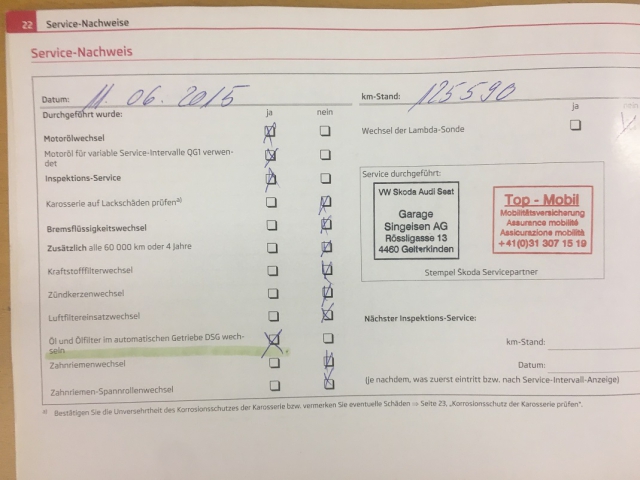 22 Service-Nachweise
Service-Nachweis
Datum: 11. 06. 2015
km-Stand: 125590
Durchgeführt wurde: ja nein
ja nein
Motorölwechsel
Wechsel der Lambda-Sonde
Motoröl für variable Service-Intervalle QG1 verwen-
det
Inspektions-Service
Karosserie auf Lackschäden prüfen a)
Bremsflüssigkeitswechsel
Zusätzlich alle 60 000 km oder 4 Jahre
Kraftstofffilterwechsel
Zündkerzenwechsel
Luftfiltereinsatzwechsel
Öl und Ölfilter im automatischen Getriebe DSG wech-
seln
Zahnriemenwechsel
Zahnriemen-Spannrollenwechsel
Service durchgeführt:
VW Skoda Audi Seat
Garage
Singeisen AG
Rössligasse 13
4460 Gelterkinden
Top - Mobil
Mobilitätsversicherung
Assurance mobilité
Assicurazione mobilità
+41(0)31 307 15 19
Stempel Škoda Servicepartner
Nächster Inspektions-Service:
km-Stand:
Datum:
(je nachdem, was zuerst eintritt bzw. nach Service-Intervall-Anzeige)
a) Bestätigen Sie die Unversehrtheit des Korrosionsschutzes der Karosserie bzw. vermerken Sie eventuelle Schäden ⇒ Seite 23, „Korrosionsschutz der Karosserie prüfen“.